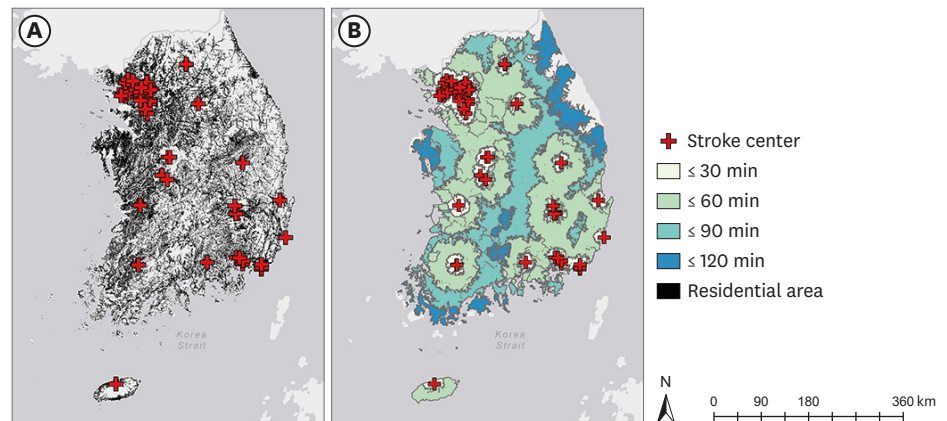 A
B
Korea
Strait
Korea
Strait
Stroke center
≤ 30 min
≤ 60 min
≤ 90 min
≤ 120 min
Residential area
N
0 90 180 360 km